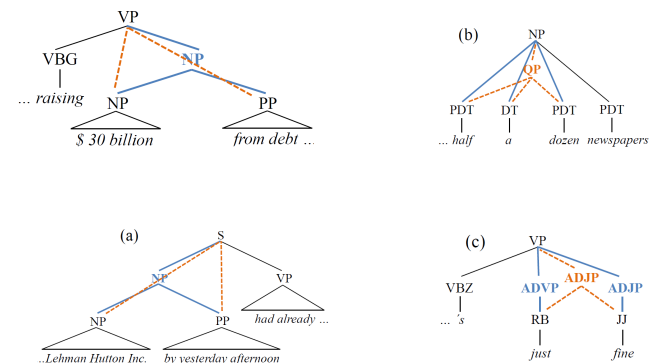 VP
VBG NP
... raising
NP PP
$ 30 billion from debt ...
(b)
NP
QP
PDT DT PDT PDT
... half a dozen newspapers
(a)
S
NP VP
had already ...
NP PP
..Lehman Hutton Inc. by yesterday afternoon
(c)
VP
VBZ ADVP ADJP ADJP
... 's RB JJ
just fine